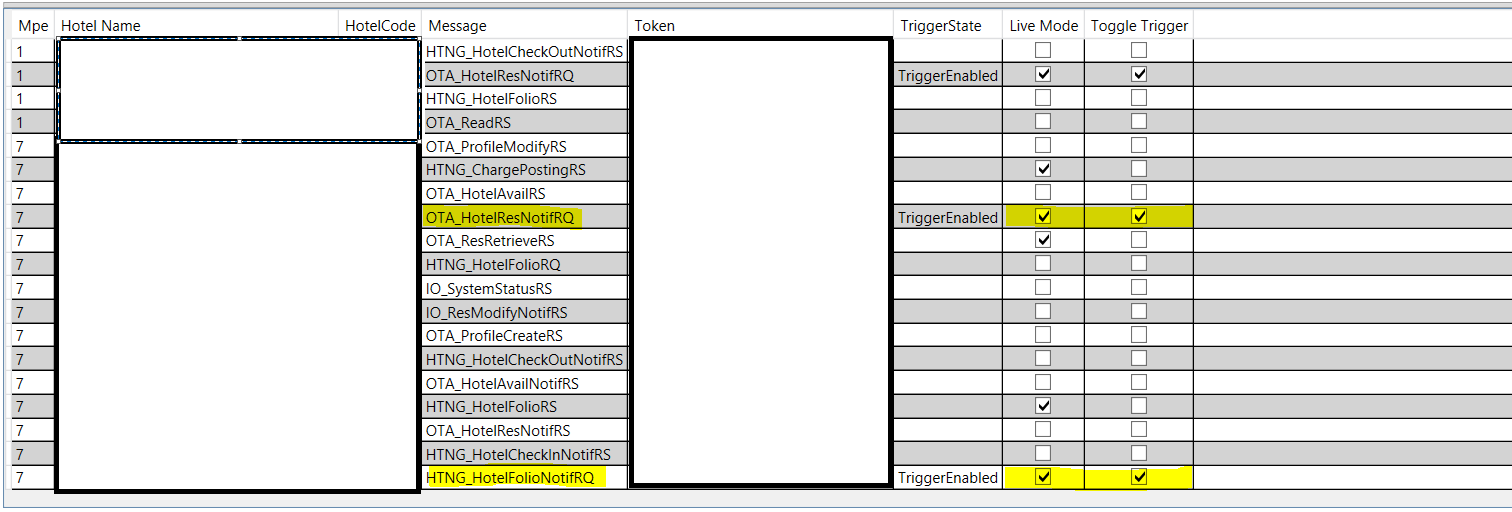 Mpe Hotel Name HotelCode Message Token TriggerState Live Mode Toggle Trigger
1 HTNG_HotelCheckOutNotifRS
1 OTA_HotelResNotifRQ TriggerEnabled
1 HTNG_HotelFolioRS
1 OTA_ReadRS
7 OTA_ProfileModifyRS
7 HTNG_ChargePostingRS
7 OTA_HotelAvailRS
7 OTA_HotelResNotifRQ TriggerEnabled
7 OTA_ResRetrieveRS
7 HTNG_HotelFolioRQ
7 IO_SystemStatusRS
7 IO_ResModifyNotifRS
7 OTA_ProfileCreateRS
7 HTNG_HotelCheckOutNotifRS
7 OTA_HotelAvailNotifRS
7 HTNG_HotelFolioRS
7 OTA_HotelResNotifRS
7 HTNG_HotelCheckInNotifRS
7 HTNG_HotelFolioNotifRQ TriggerEnabled